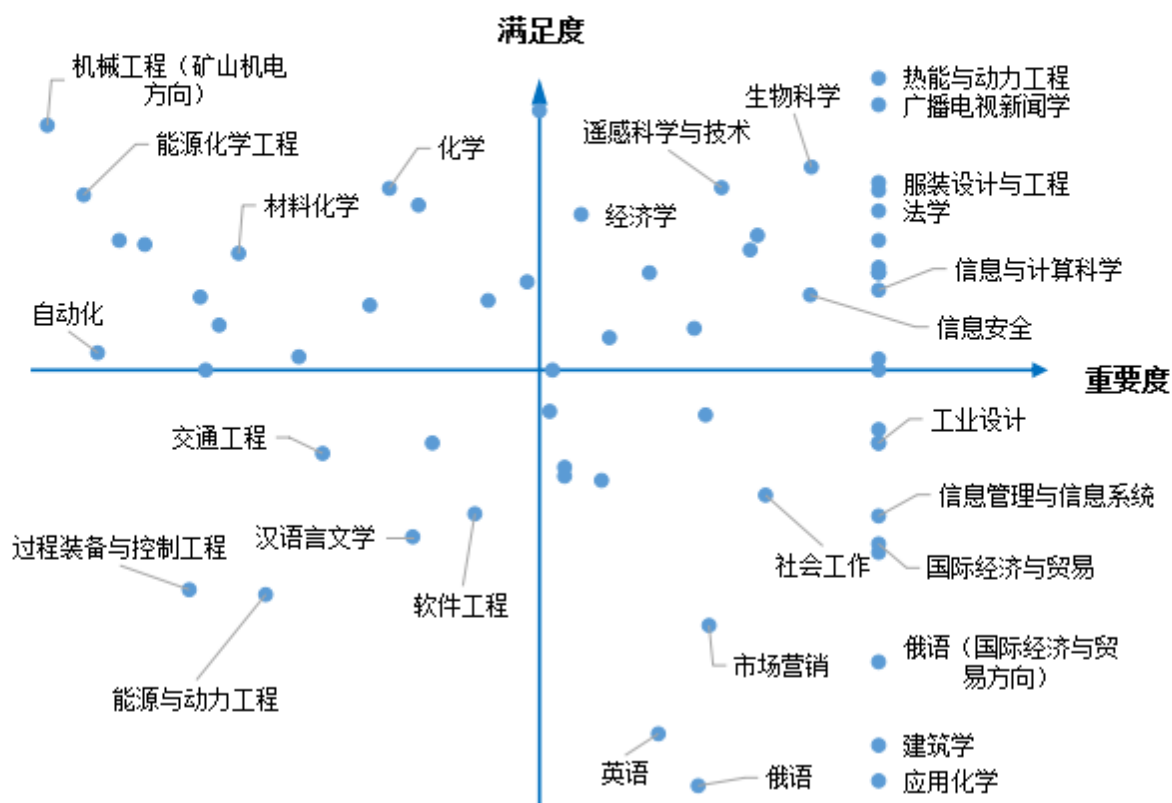 满足度
机械工程（矿山机电
方向）
能源化学工程
化学
材料化学
自动化
生物科学
遥感科学与技术
经济学
热能与动力工程
广播电视新闻学
服装设计与工程
法学
信息与计算科学
信息安全
重要度
交通工程
汉语言文学
过程装备与控制工程
软件工程
能源与动力工程
工业设计
信息管理与信息系统
社会工作
国际经济与贸易
市场营销
俄语（国际经济与贸
易方向）
英语
俄语
建筑学
应用化学